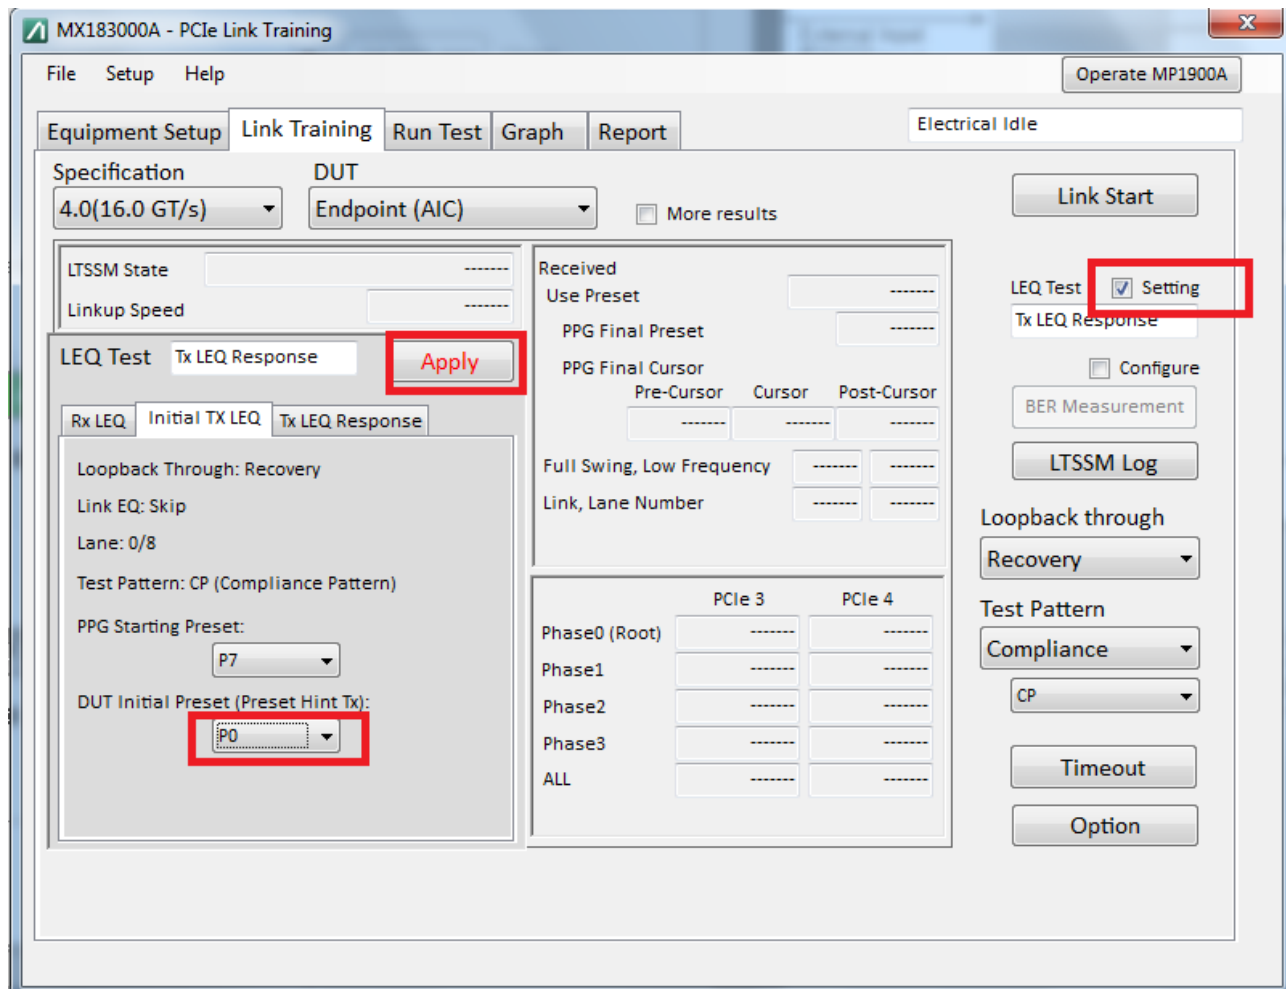 MX183000A - PCIe Link Training
x
File Setup Help
Operate MP1900A
Equipment Setup Link Training Run Test Graph Report
Electrical Idle
Specification DUT
4.0(16.0 GT/s) Endpoint (AIC)
More results
Link Start
LTSSM State -------
Linkup Speed -------
LEQ Test Tx LEQ Response Apply
Rx LEQ Initial TX LEQ Tx LEQ Response
Loopback Through: Recovery
Link EQ: Skip
Lane: 0/8
Test Pattern: CP (Compliance Pattern)
PPG Starting Preset:
P7
DUT Initial Preset (Preset Hint Tx):
P0
Received
Use Preset -------
PPG Final Preset -------
PPG Final Cursor
Pre-Cursor Cursor Post-Cursor
------- ------- -------
Full Swing, Low Frequency ------- -------
Link, Lane Number ------- -------
PCIe 3 PCIe 4
Phase0 (Root) ------- -------
Phase1 ------- -------
Phase2 ------- -------
Phase3 ------- -------
ALL ------- -------
LEQ Test Setting
Tx LEQ Response
Configure
BER Measurement
LTSSM Log
Loopback through
Recovery
Test Pattern
Compliance
CP
Timeout
Option